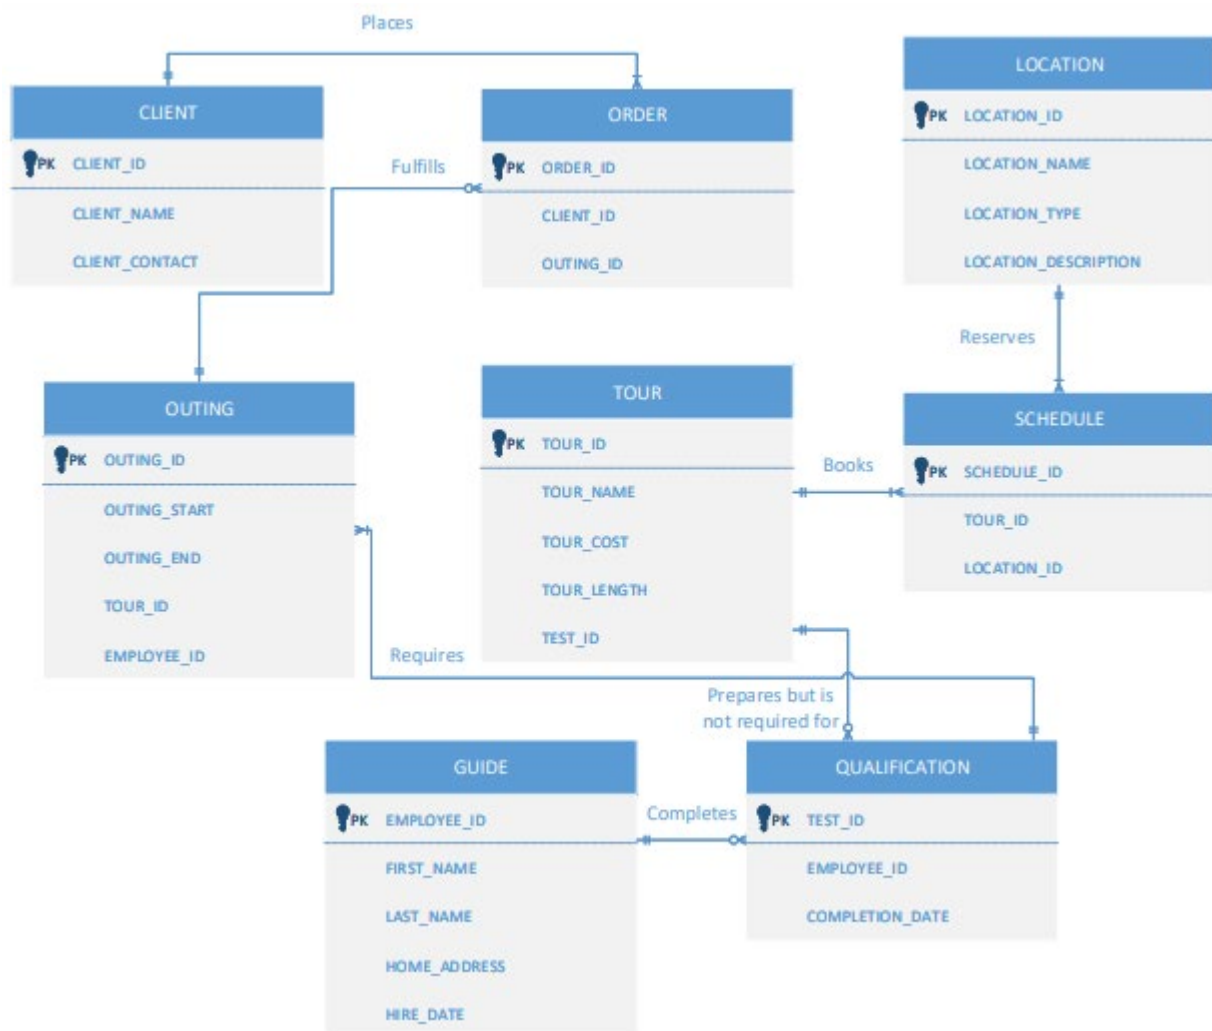 Places
CLIENT
PK CLIENT_ID
CLIENT_NAME
CLIENT_CONTACT
ORDER
PK ORDER_ID
CLIENT_ID
OUTING_ID
LOCATION
PK LOCATION_ID
LOCATION_NAME
LOCATION_TYPE
LOCATION_DESCRIPTION
Fulfills
Reserves
OUTING
PK OUTING_ID
OUTING_START
OUTING_END
TOUR_ID
EMPLOYEE_ID
TOUR
PK TOUR_ID
TOUR_NAME
TOUR_COST
TOUR_LENGTH
TEST_ID
Books
SCHEDULE
PK SCHEDULE_ID
TOUR_ID
LOCATION_ID
Requires
Prepares but is
not required for
GUIDE
PK EMPLOYEE_ID
FIRST_NAME
LAST_NAME
HOME_ADDRESS
HIRE_DATE
Completes
QUALIFICATION
PK TEST_ID
EMPLOYEE_ID
COMPLETION_DATE